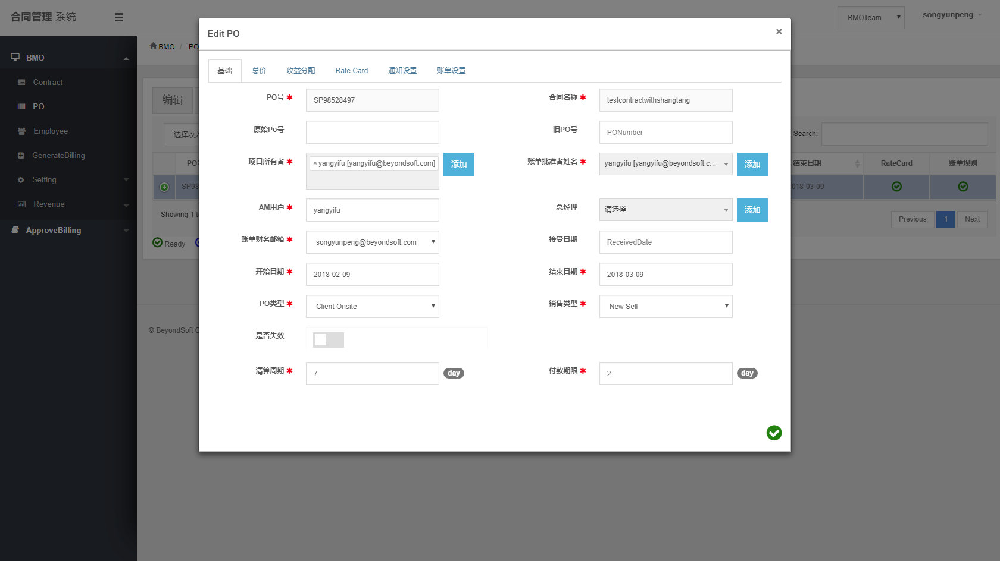 合同管理 系统
BMOTeam
songyunpeng
BMO
Contract
PO
Employee
GenerateBilling
Setting
Revenue
ApproveBilling
BMO / PO
编辑
选择收入
Search:
PO号
结束日期
RateCard
账单规则
SP98
018-03-09
Showing 1 t
Previous
1
Next
Ready
© BeyondSoft C
Edit PO
×
基础
总价
收益分配
Rate Card
通知设置
账单设置
PO号 ✱
SP98528497
合同名称 ✱
testcontractwithshangtang
原始Po号
旧PO号
PONumber
项目所有者 ✱
×yangyifu [yangyifu@beyondsoft.com]
添加
账单批准者姓名 ✱
yangyifu [yangyifu@beyondsoft.c...
添加
AM用户 ✱
yangyifu
总经理
请选择
添加
账单财务邮箱 ✱
songyunpeng@beyondsoft.com
接受日期
ReceivedDate
开始日期 ✱
2018-02-09
结束日期 ✱
2018-03-09
PO类型 ✱
Client Onsite
销售类型 ✱
New Sell
是否失效
清算周期 ✱
7
day
付款期限 ✱
2
day